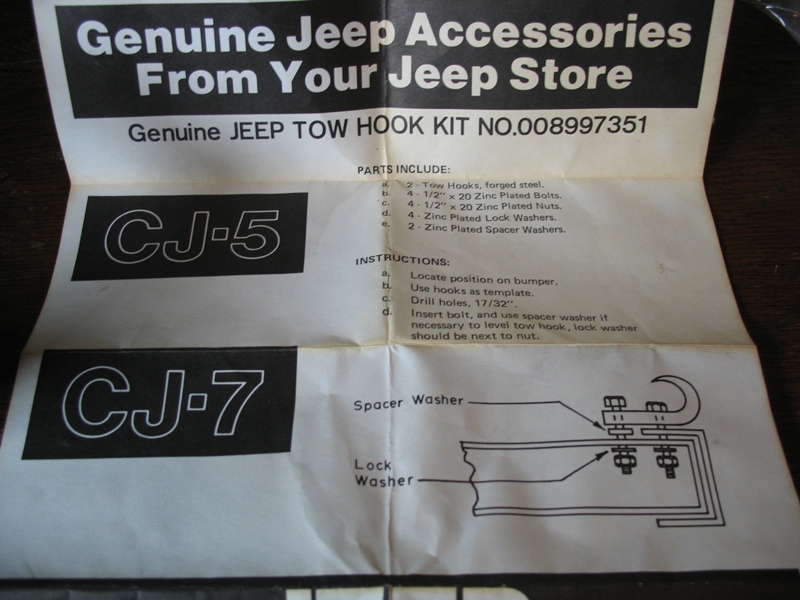 Genuine Jeep Accessories
From Your Jeep Store
Genuine JEEP TOW HOOK KIT NO.008997351
PARTS INCLUDE:
a. 2 - Tow Hooks, forged steel.
b. 4 - 1/2" x 20 Zinc Plated Bolts.
c. 4 - 1/2" x 20 Zinc Plated Nuts.
d. 4 - Zinc Plated Lock Washers.
e. 2 - Zinc Plated Spacer Washers.
CJ-5
INSTRUCTIONS:
a. Locate position on bumper.
b. Use hooks as template.
c. Drill holes, 17/32".
d. Insert bolt, and use spacer washer if
necessary to level tow hook, lock washer
should be next to nut.
CJ-7
Spacer Washer
Lock
Washer